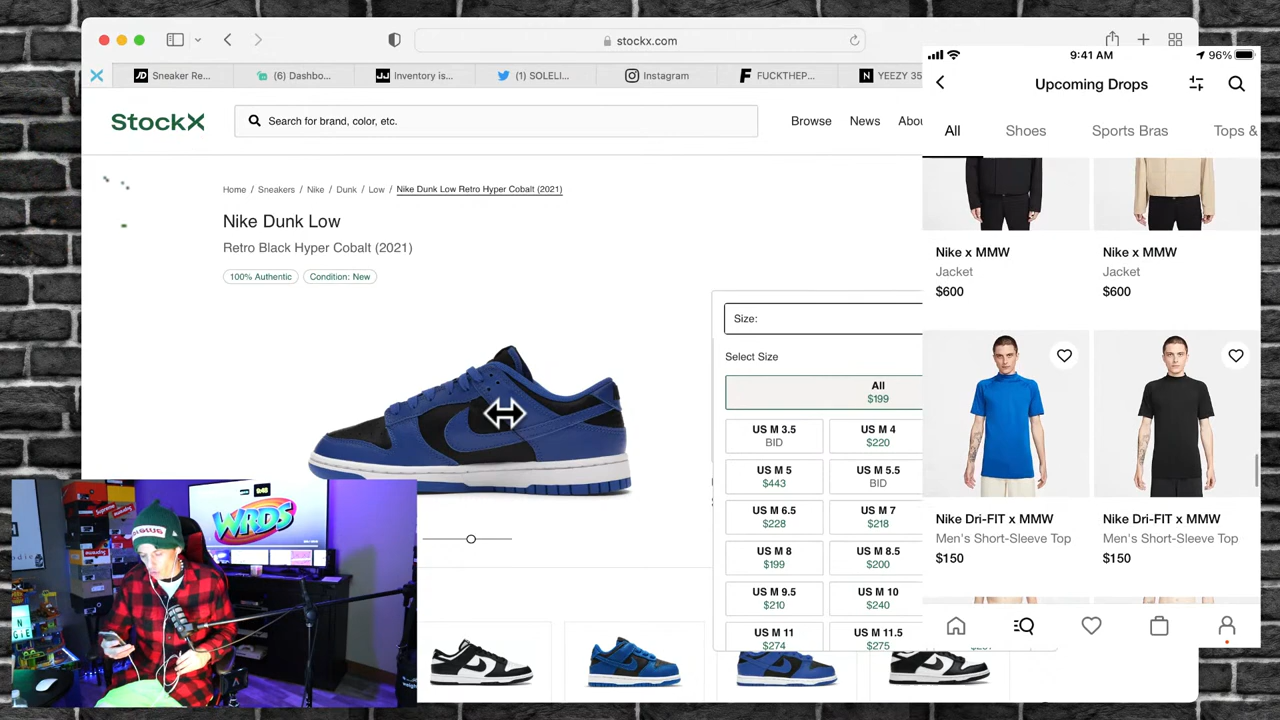 stockx.com
Sneaker Re...
(6) Dashbo...
Inventory is...
(1) SOLELI...
Instagram
FUCKTHEP...
YEEZY 35
StockX
Search for brand, color, etc.
Browse
News
Abou
Home / Sneakers / Nike / Dunk / Low / Nike Dunk Low Retro Hyper Cobalt (2021)
Nike Dunk Low
Retro Black Hyper Cobalt (2021)
100% Authentic
Condition: New
Size:
Select Size
All
$199
US M 3.5
BID
US M 4
$220
US M 5
$443
US M 5.5
BID
US M 6.5
$228
US M 7
$218
US M 8
$199
US M 8.5
$200
US M 9.5
$210
US M 10
$240
US M 11
$274
US M 11.5
$275
9:41 AM
96%
Upcoming Drops
All
Shoes
Sports Bras
Tops &
Nike x MMW
Jacket
$600
Nike x MMW
Jacket
$600
Nike Dri-FIT x MMW
Men's Short-Sleeve Top
$150
Nike Dri-FIT x MMW
Men's Short-Sleeve Top
$150
WRDS
Supreme